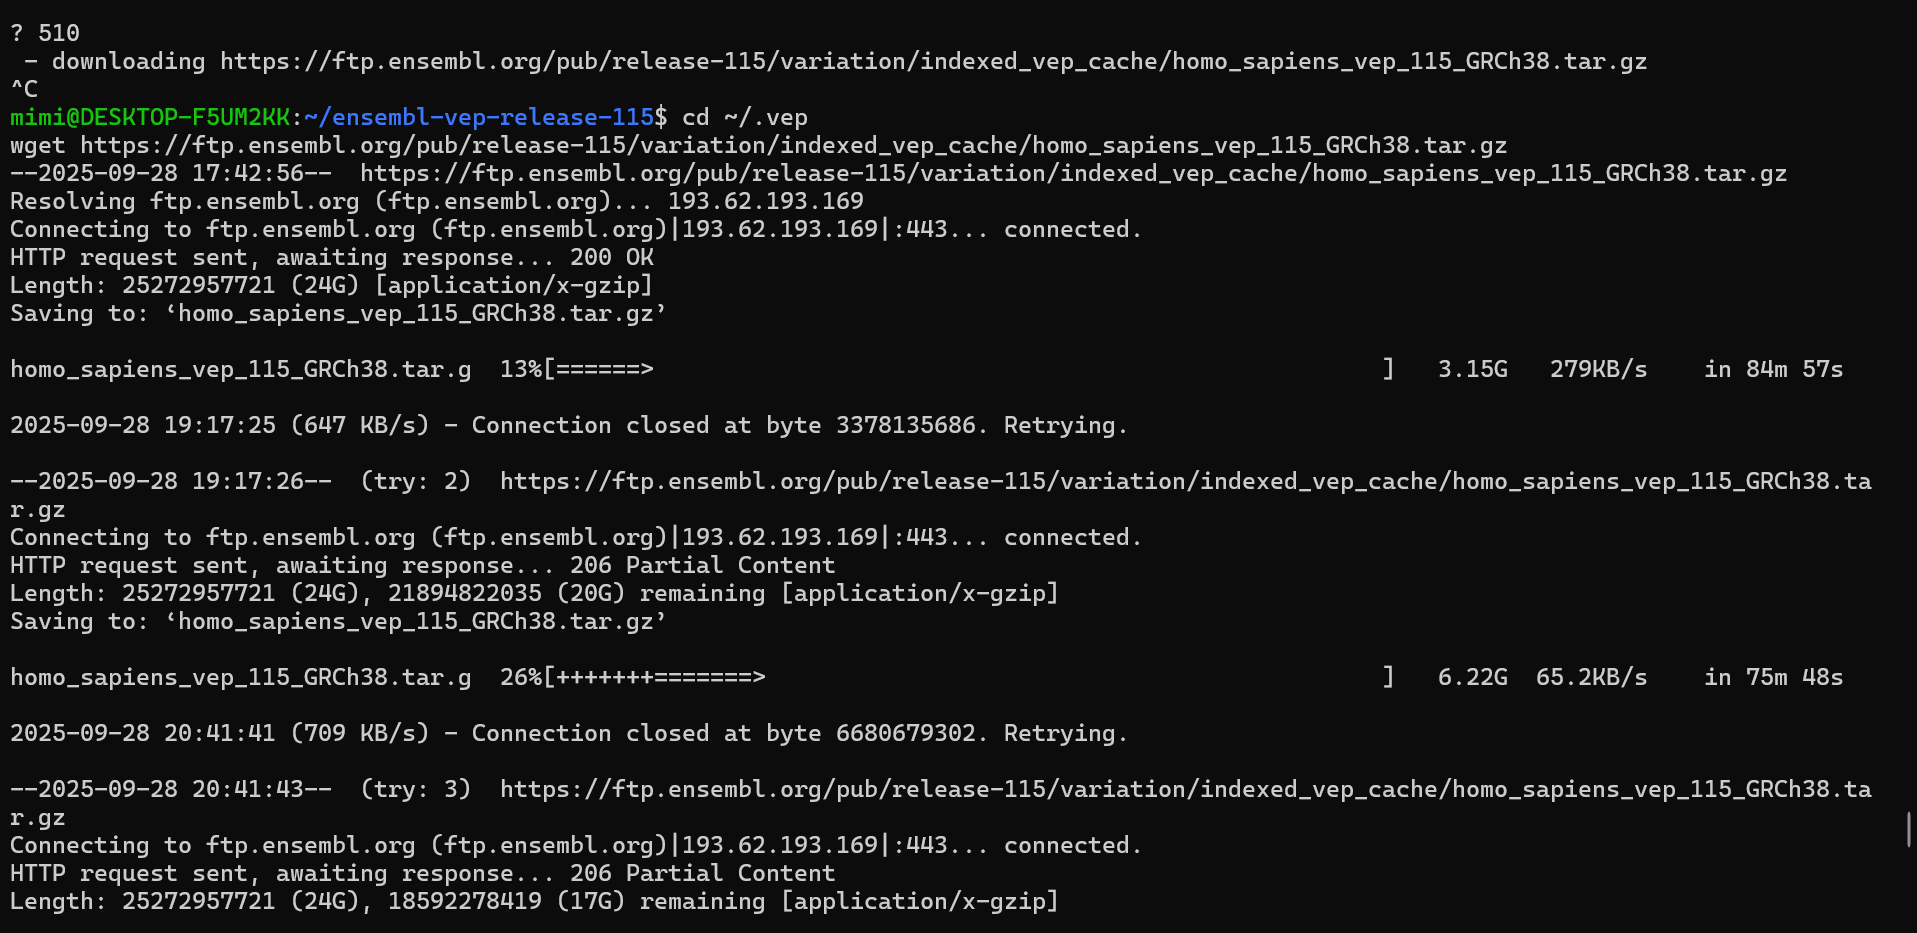 ? 510
 - downloading https://ftp.ensembl.org/pub/release-115/variation/indexed_vep_cache/homo_sapiens_vep_115_GRCh38.tar.gz
^C
mimi@DESKTOP-F5UM2KK:~/ensembl-vep-release-115$ cd ~/.vep
wget https://ftp.ensembl.org/pub/release-115/variation/indexed_vep_cache/homo_sapiens_vep_115_GRCh38.tar.gz
--2025-09-28 17:42:56--  https://ftp.ensembl.org/pub/release-115/variation/indexed_vep_cache/homo_sapiens_vep_115_GRCh38.tar.gz
Resolving ftp.ensembl.org (ftp.ensembl.org)... 193.62.193.169
Connecting to ftp.ensembl.org (ftp.ensembl.org)|193.62.193.169|:443... connected.
HTTP request sent, awaiting response... 200 OK
Length: 25272957721 (24G) [application/x-gzip]
Saving to: ‘homo_sapiens_vep_115_GRCh38.tar.gz’

homo_sapiens_vep_115_GRCh38.tar.g  13%[======>                                                    ]   3.15G   279KB/s    in 84m 57s

2025-09-28 19:17:25 (647 KB/s) - Connection closed at byte 3378135686. Retrying.

--2025-09-28 19:17:26--  (try: 2)  https://ftp.ensembl.org/pub/release-115/variation/indexed_vep_cache/homo_sapiens_vep_115_GRCh38.ta
r.gz
Connecting to ftp.ensembl.org (ftp.ensembl.org)|193.62.193.169|:443... connected.
HTTP request sent, awaiting response... 206 Partial Content
Length: 25272957721 (24G), 21894822035 (20G) remaining [application/x-gzip]
Saving to: ‘homo_sapiens_vep_115_GRCh38.tar.gz’

homo_sapiens_vep_115_GRCh38.tar.g  26%[+++++++=======>                                            ]   6.22G  65.2KB/s    in 75m 48s

2025-09-28 20:41:41 (709 KB/s) - Connection closed at byte 6680679302. Retrying.

--2025-09-28 20:41:43--  (try: 3)  https://ftp.ensembl.org/pub/release-115/variation/indexed_vep_cache/homo_sapiens_vep_115_GRCh38.ta
r.gz
Connecting to ftp.ensembl.org (ftp.ensembl.org)|193.62.193.169|:443... connected.
HTTP request sent, awaiting response... 206 Partial Content
Length: 25272957721 (24G), 18592278419 (17G) remaining [application/x-gzip]